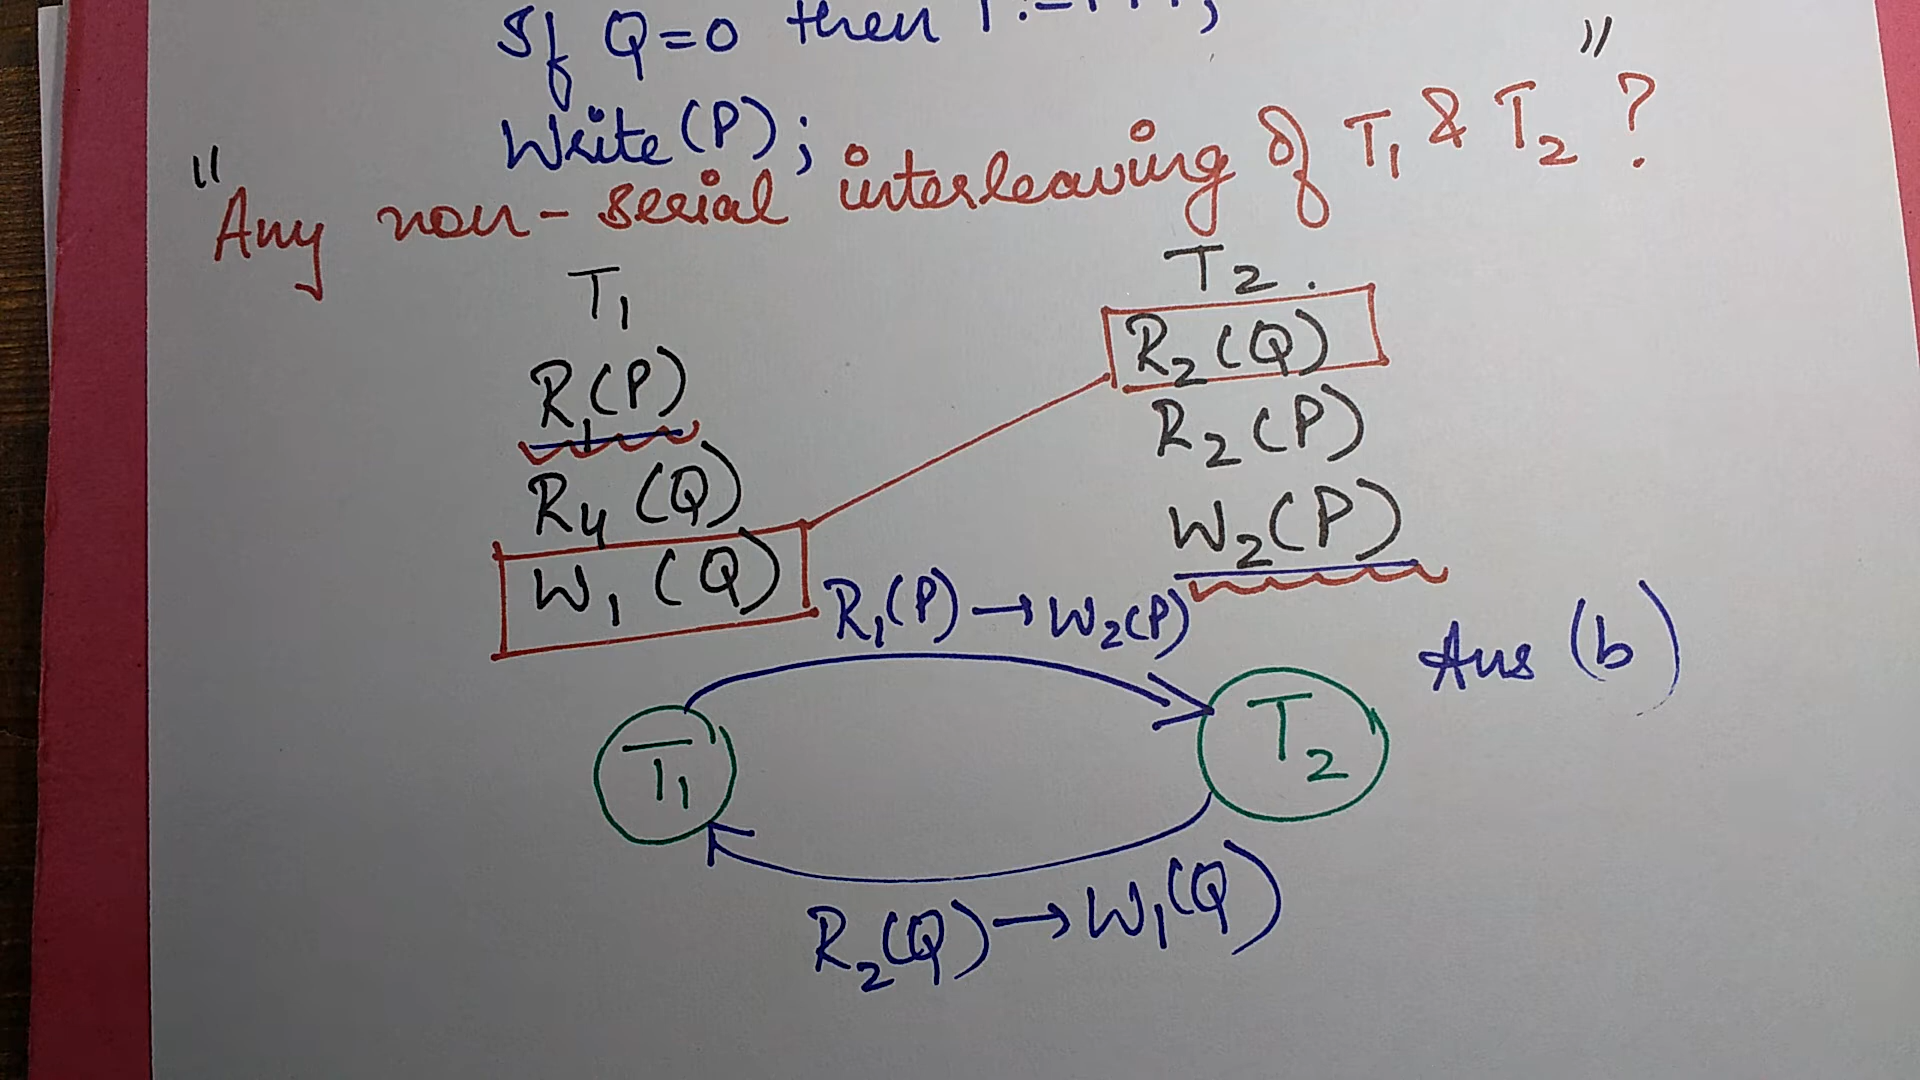 If Q=0 then
Write (P);
"Any non-serial interleaving of T1 & T2"?
T1 T2.
R1(P) R2(Q)
R4 (Q) R2(P)
W1 (Q) W2(P)
R1(P) → W2(P)
Ans (b)
T1 T2
R2(Q) → W1(Q)